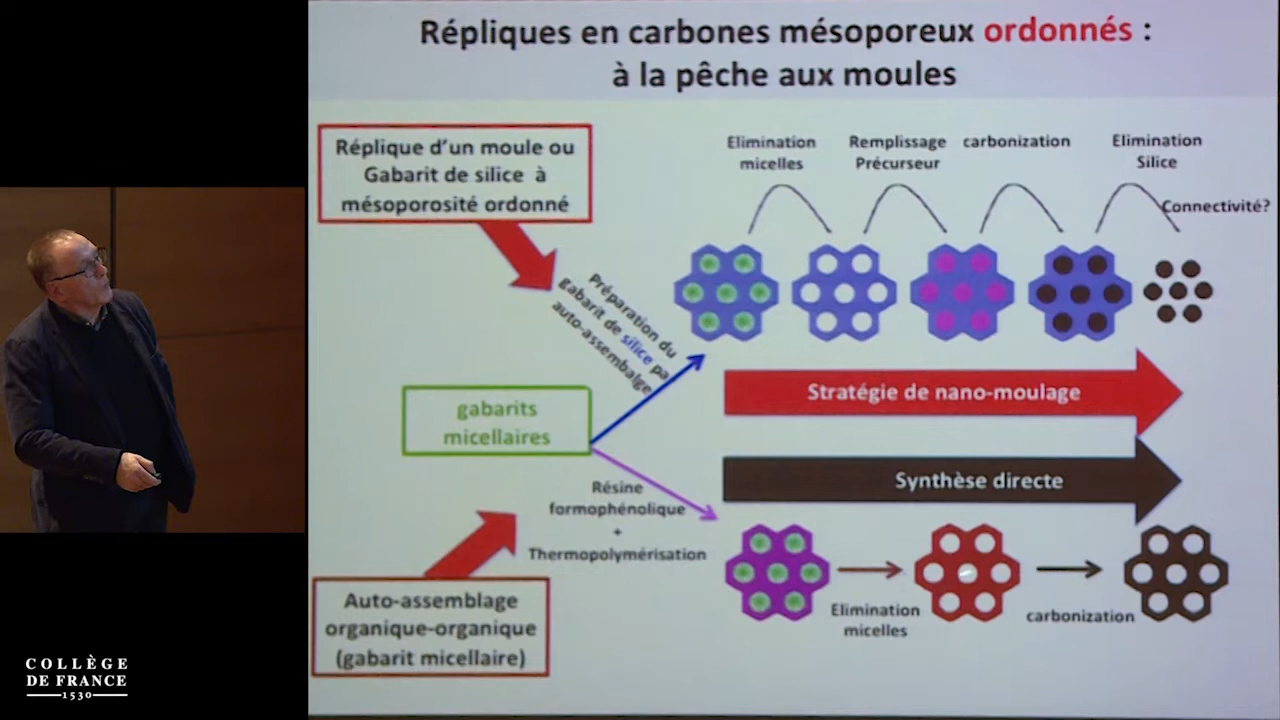 Répliques en carbones mésoporeux ordonnés :
à la pêche aux moules
Réplique d'un moule ou
Gabarit de silice à
mésoporosité ordonné
Elimination
micelles
Remplissage
Précurseur
carbonization
Elimination
Silice
Connectivité?
Préparation du
gabarit de silice pa
auto-assembalge
Stratégie de nano-moulage
gabarits
micellaires
Synthèse directe
Résine
formophénolique
+
Thermopolymérisation
Elimination
micelles
carbonization
Auto-assemblage
organique-organique
(gabarit micellaire)
COLLÈGE
DE FRANCE
1530